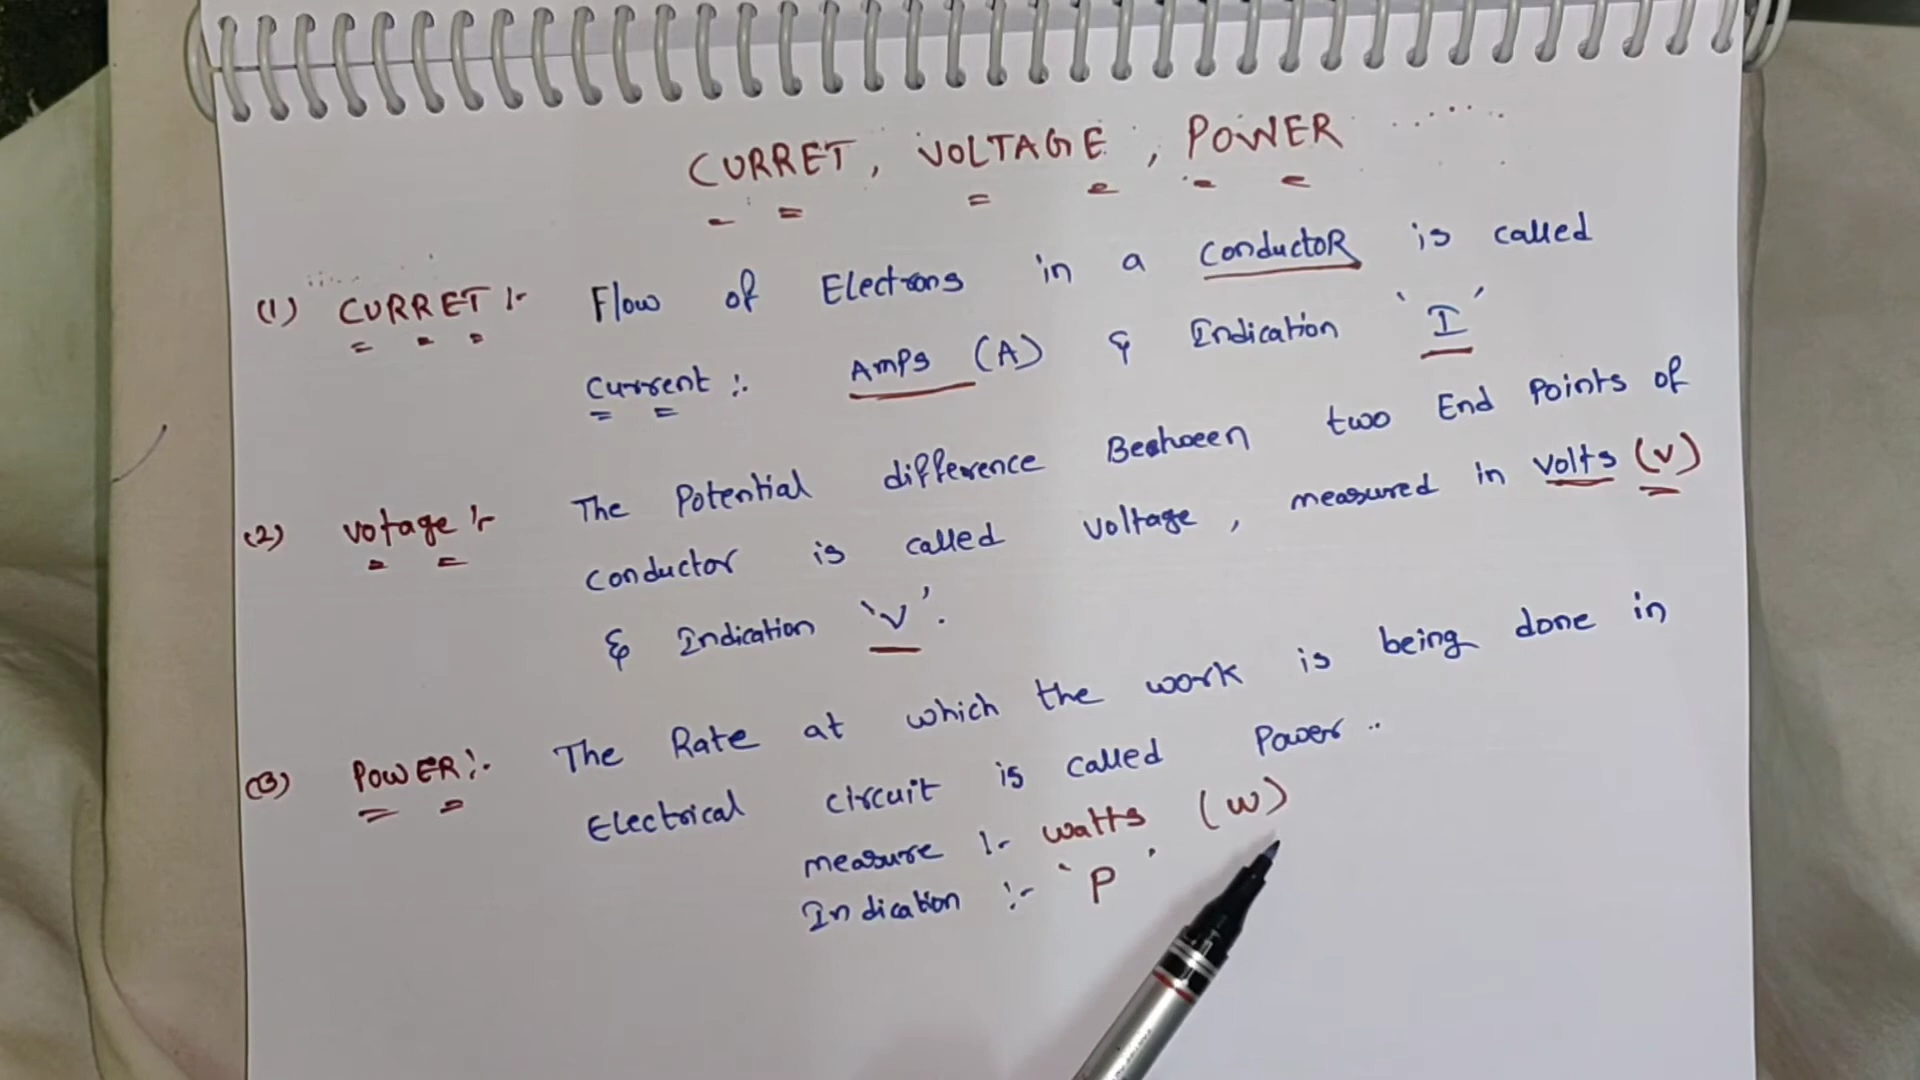 CURRET, VOLTAGE, POWER
(1) CURRET :- Flow of Electrons in a conductoR is called
Current :- Amps (A) & Indication 'I'
(2) votage :- The Potential difference Between two End Points of
conductor is called voltage, measured in volts (V)
& Indication 'V'.
(3) POWER :- The Rate at which the work is being done in
Electrical circuit is called Power..
measure :- watts (W)
Indication :- 'P'